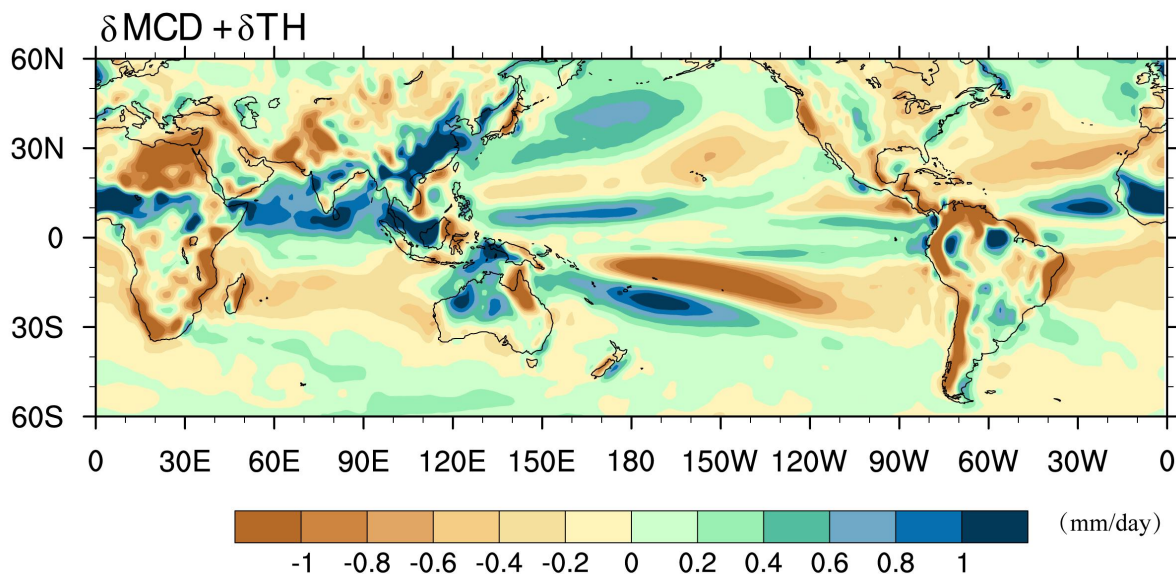 δMCD + δTH
60N
30N
0
30S
60S
0 30E 60E 90E 120E 150E 180 150W 120W 90W 60W 30W 0
-1 -0.8 -0.6 -0.4 -0.2 0 0.2 0.4 0.6 0.8 1 (mm/day)